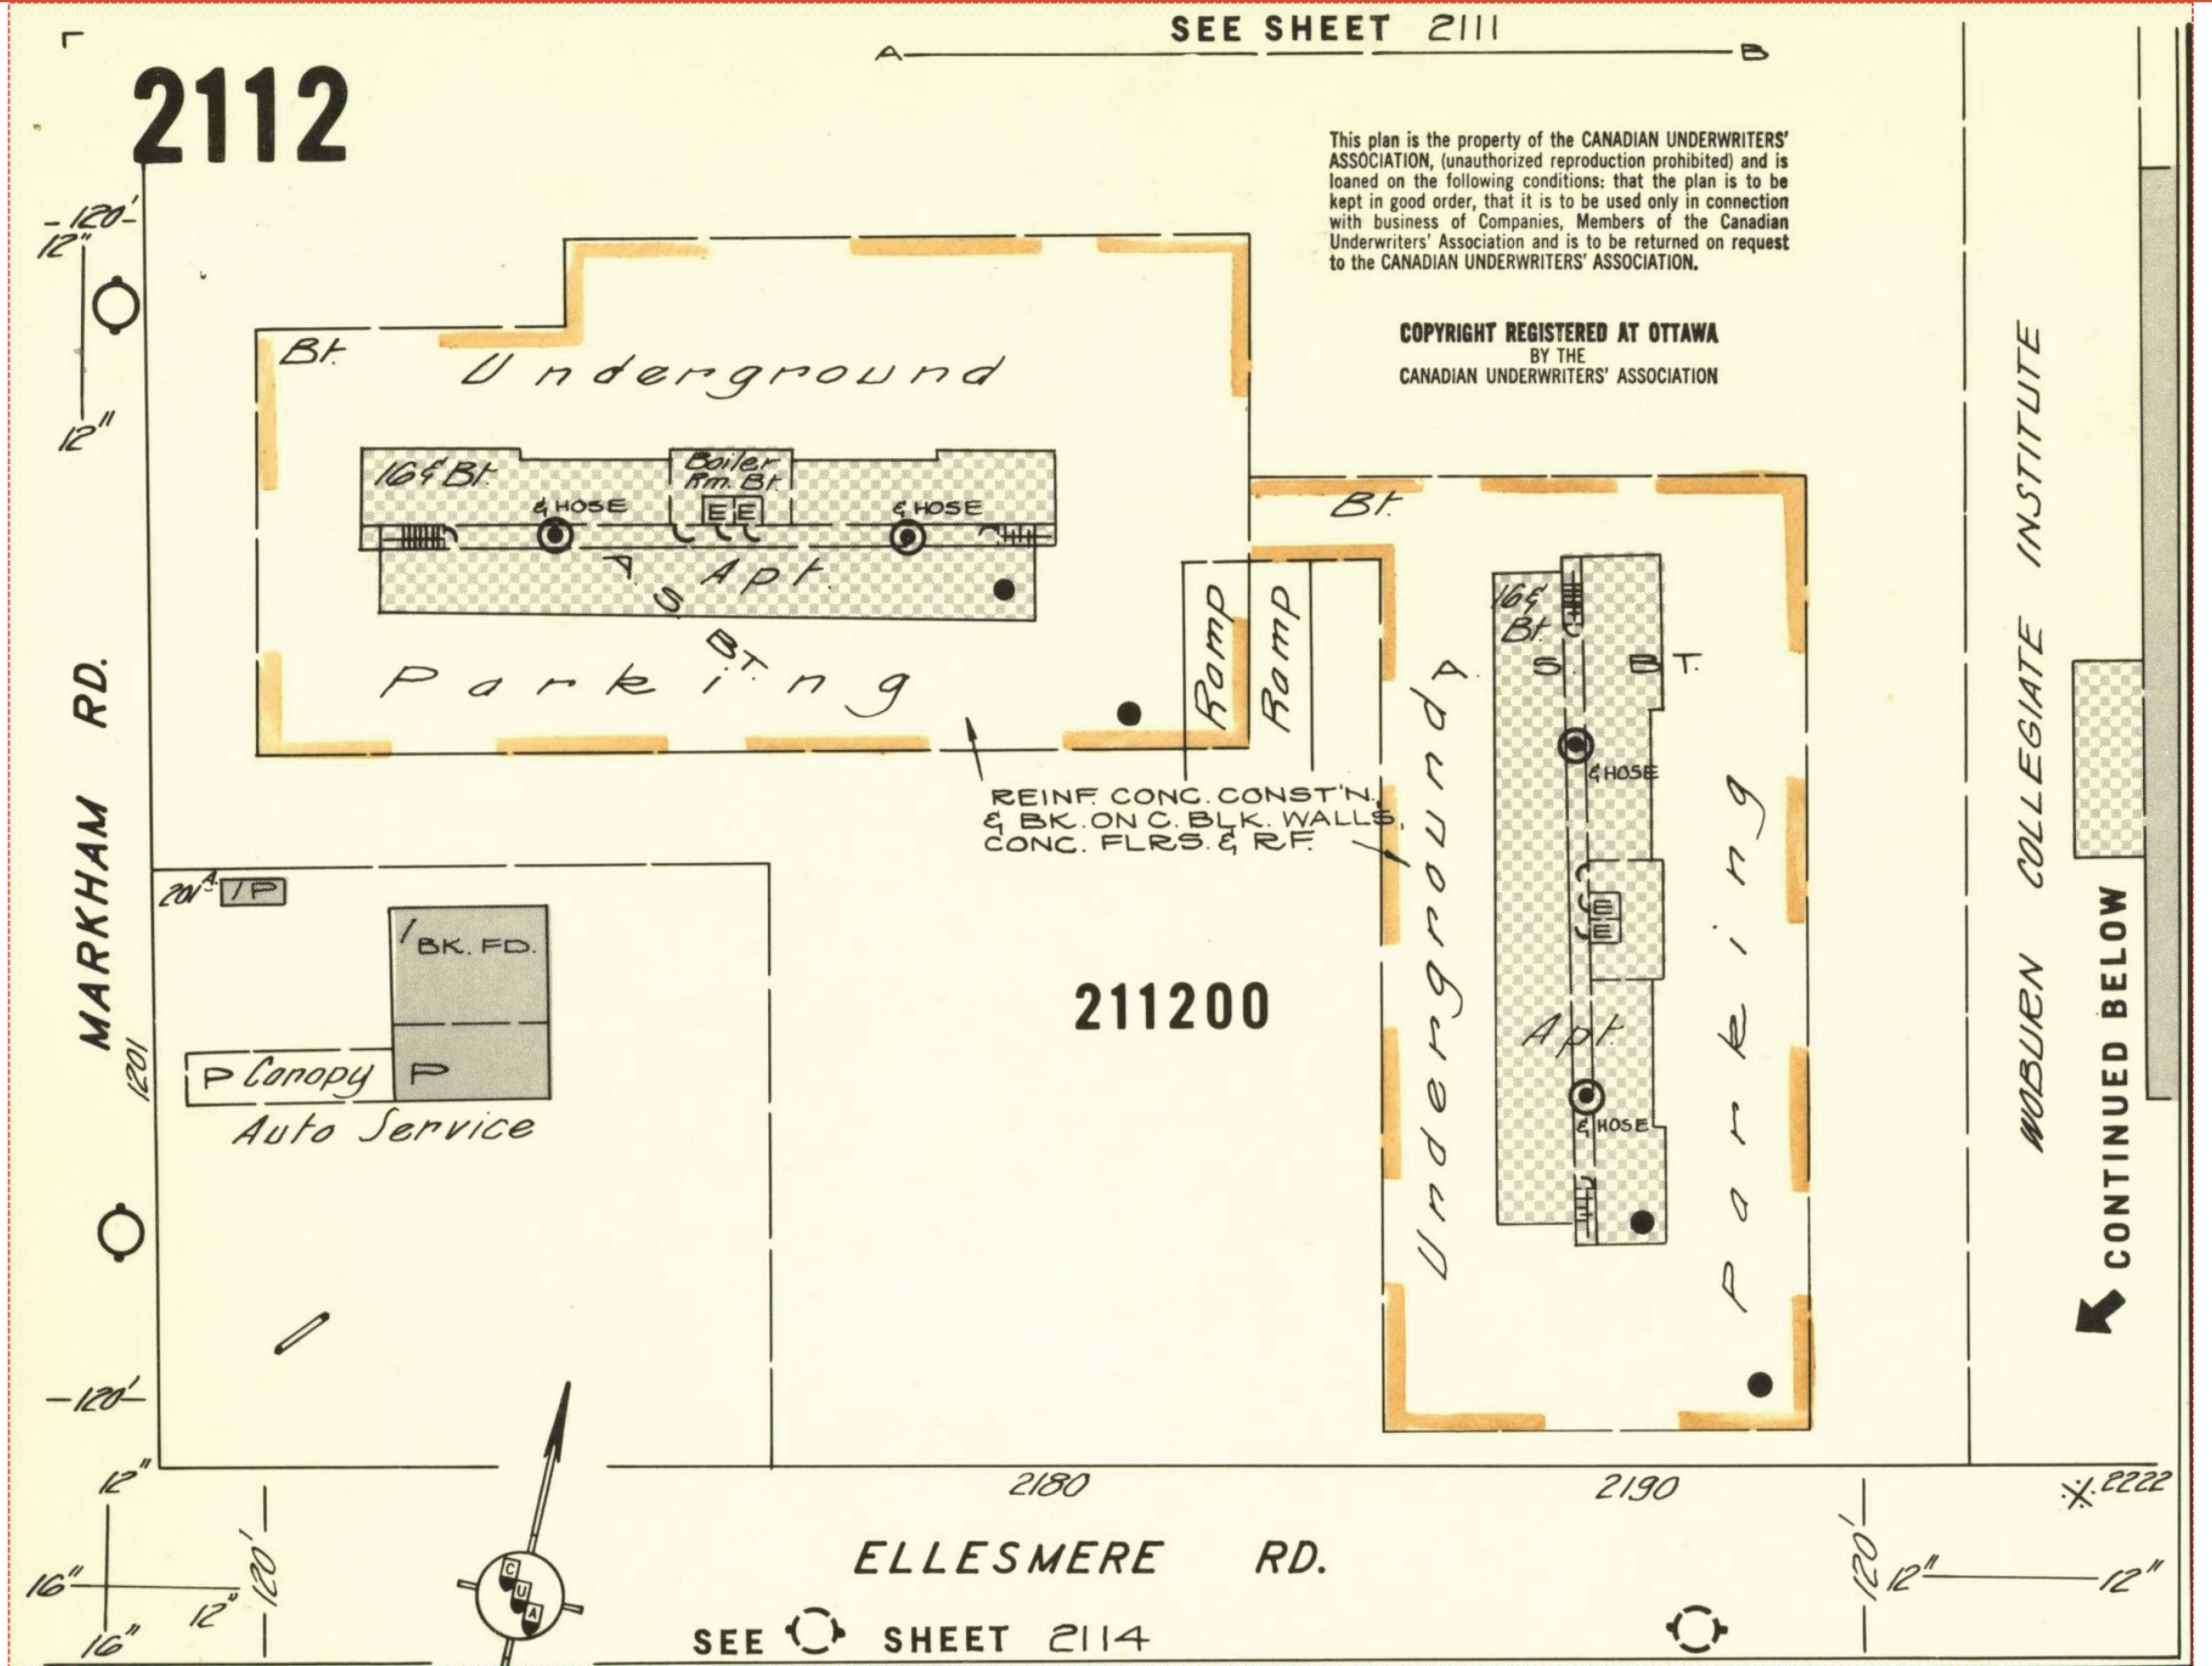 SEE SHEET 2111
A B
2112
This plan is the property of the CANADIAN UNDERWRITERS'
ASSOCIATION, (unauthorized reproduction prohibited) and is
loaned on the following conditions: that the plan is to be
kept in good order, that it is to be used only in connection
with business of Companies, Members of the Canadian
Underwriters' Association and is to be returned on request
to the CANADIAN UNDERWRITERS' ASSOCIATION.
COPYRIGHT REGISTERED AT OTTAWA
BY THE
CANADIAN UNDERWRITERS' ASSOCIATION
120'
12"
12"
Bt.
Underground
16 & Bt.
Boiler
Rm. Bt.
& HOSE
E E
& HOSE
Apt.
A
S
BT.
Parking
Ramp
Ramp
Bt.
16 &
Bt.
A. S. B T.
& HOSE
E
E
Apt.
& HOSE
Underground
Parking
REINF. CONC. CONST'N.
& BK. ON C. BLK. WALLS,
CONC. FLRS. & RF.
MARKHAM RD.
201A
1 P
1 BK. FD.
P
P Canopy
Auto Service
1201
211200
WOBURN COLLEGIATE INSTITUTE
CONTINUED BELOW
120'
12"
16"
12"
16"
120'
2180
2190
2222
ELLESMERE RD.
120'
12" 12"
C
U
A
SEE SHEET 2114